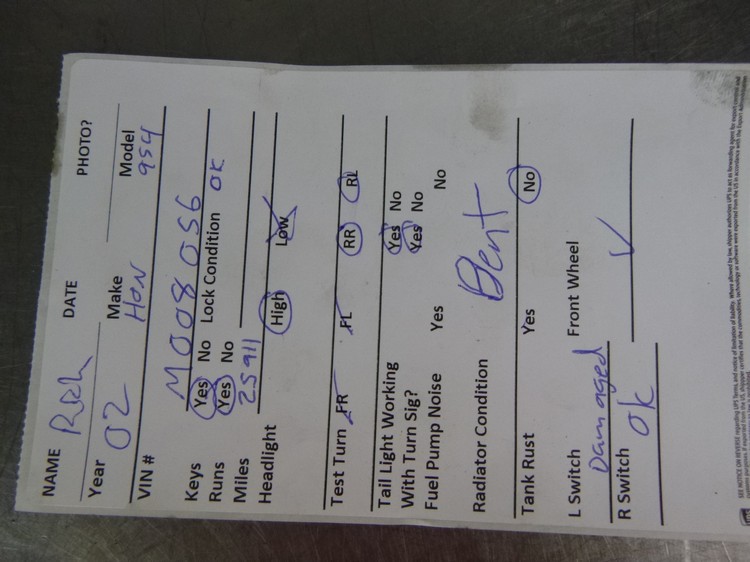 NAME DATE PHOTO?
Year 02 Make Hon Model 954
VIN # M008056
Keys Yes No Lock Condition OK
Runs Yes No
Miles 25911
Headlight High Low
Test Turn FR FL RR RL
Tail Light Working Yes No
With Turn Sig? Yes No
Fuel Pump Noise Yes No
Radiator Condition Bent
Tank Rust Yes No
L Switch Damaged Front Wheel ✓
R Switch ok